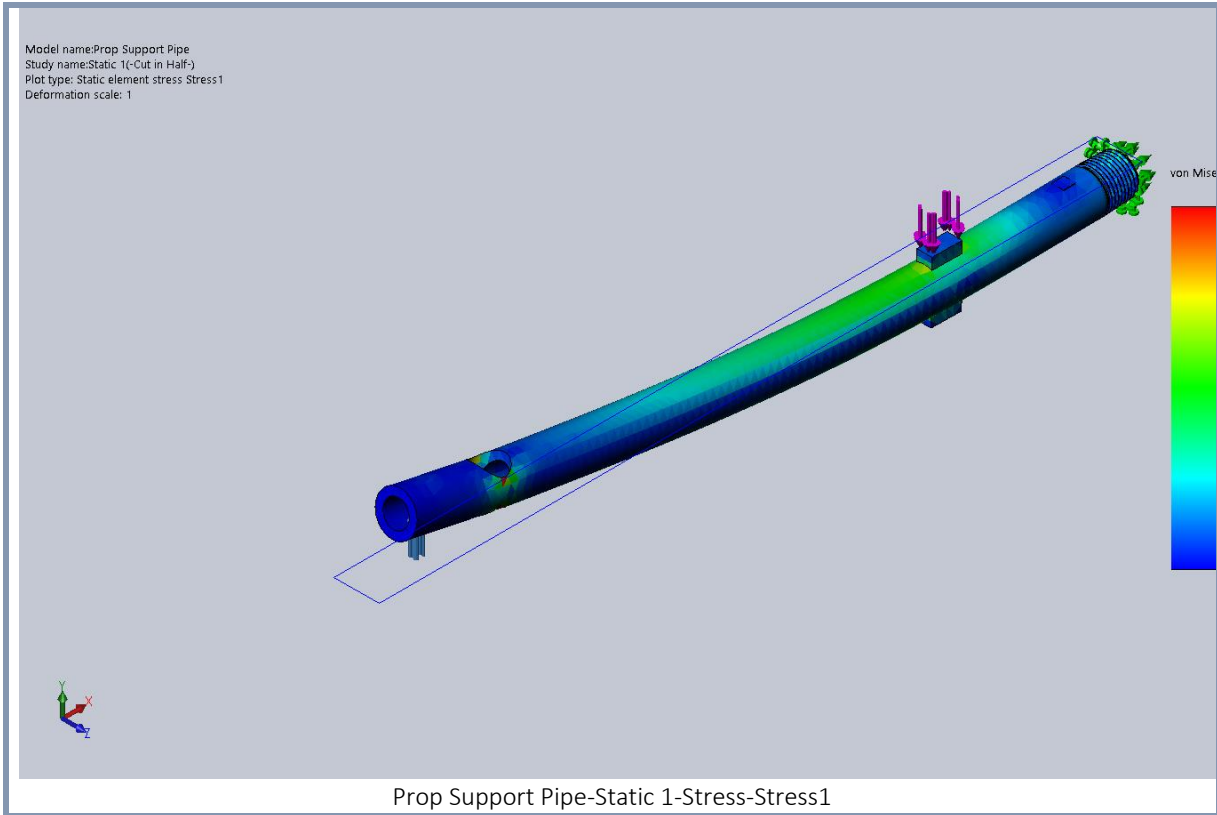 Model name:Prop Support Pipe
Study name:Static 1(-Cut in Half-)
Plot type: Static element stress Stress1
Deformation scale: 1
von Mise
Y
X
Z
Prop Support Pipe-Static 1-Stress-Stress1